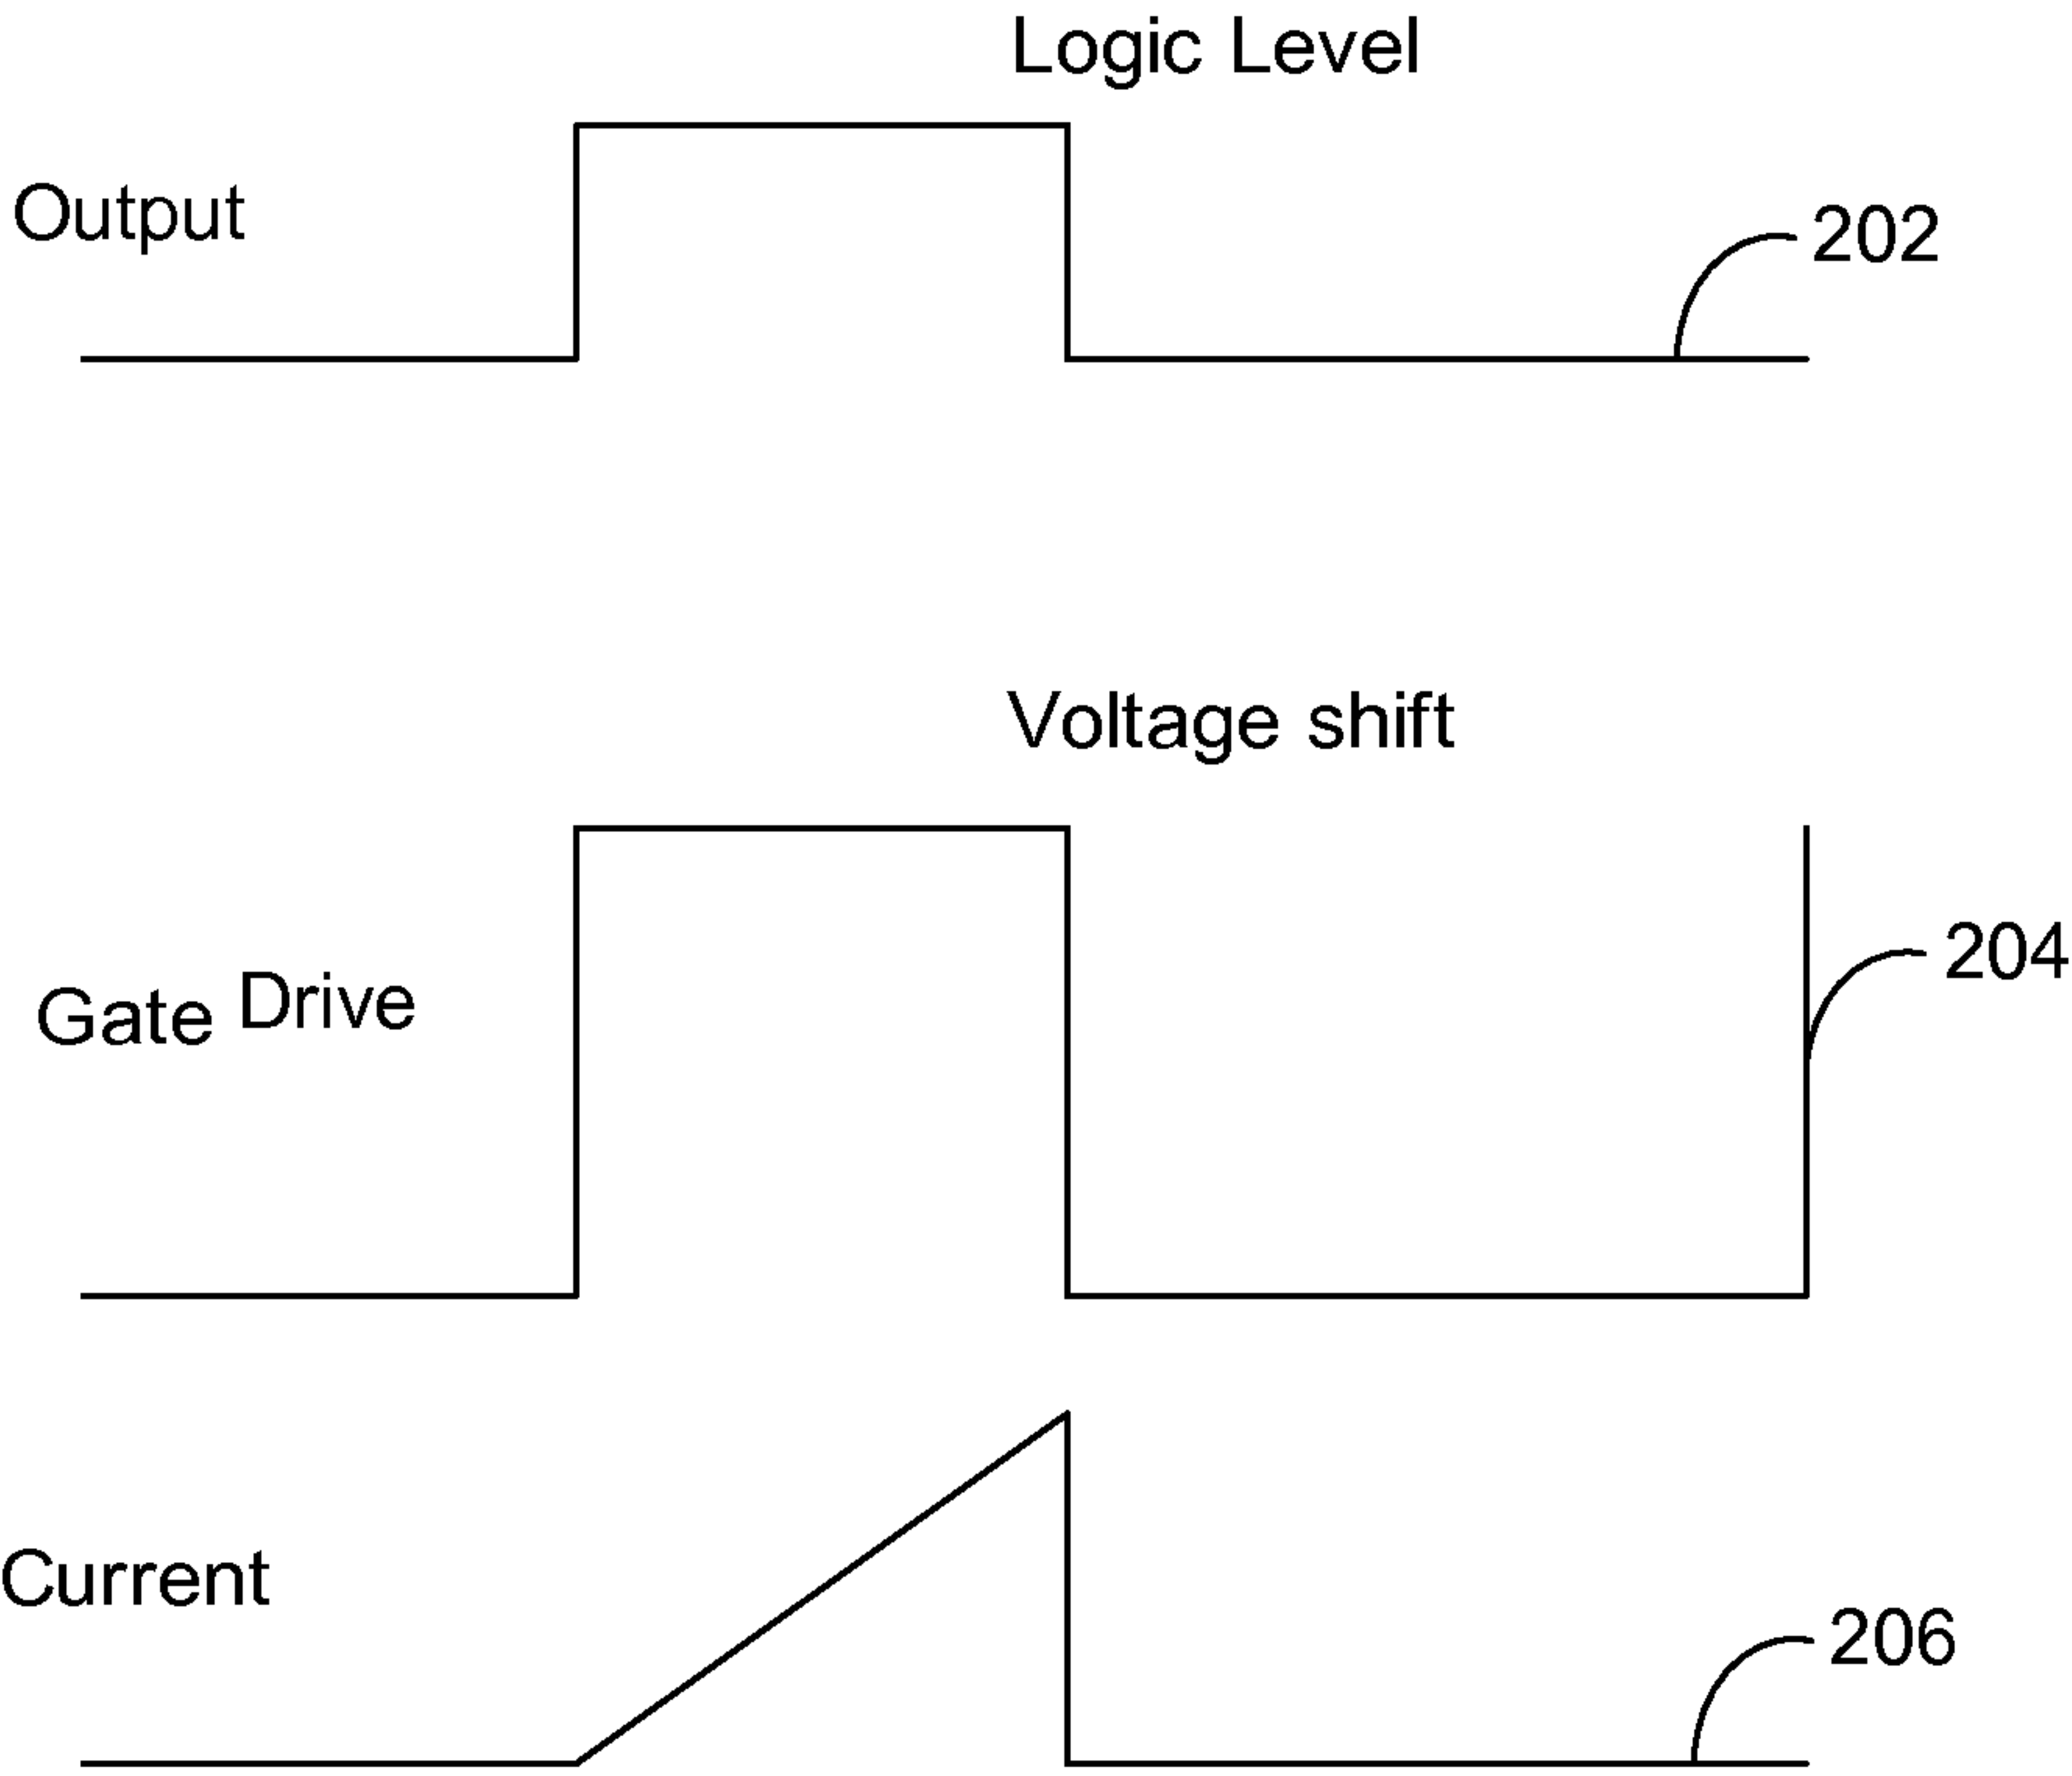 Logic Level
Output
202
Voltage shift
204
Gate Drive
Current
206